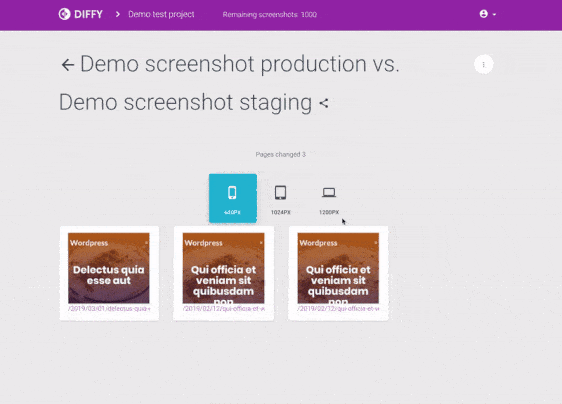 DIFFY
Demo test project
Remaining screenshots: 1000
Demo screenshot production vs.
Demo screenshot staging
Pages changed 3
640PX
1024PX
1200PX
Wordpress
Delectus quia
esse aut
/2019/03/01/delectus-quia-
Wordpress
Qui officia et
veniam sit
quibusdam
non
/2019/02/12/qui-officia-et-v
Wordpress
Qui officia et
veniam sit
quibusdam
non
/2019/02/12/qui-officia-et-v